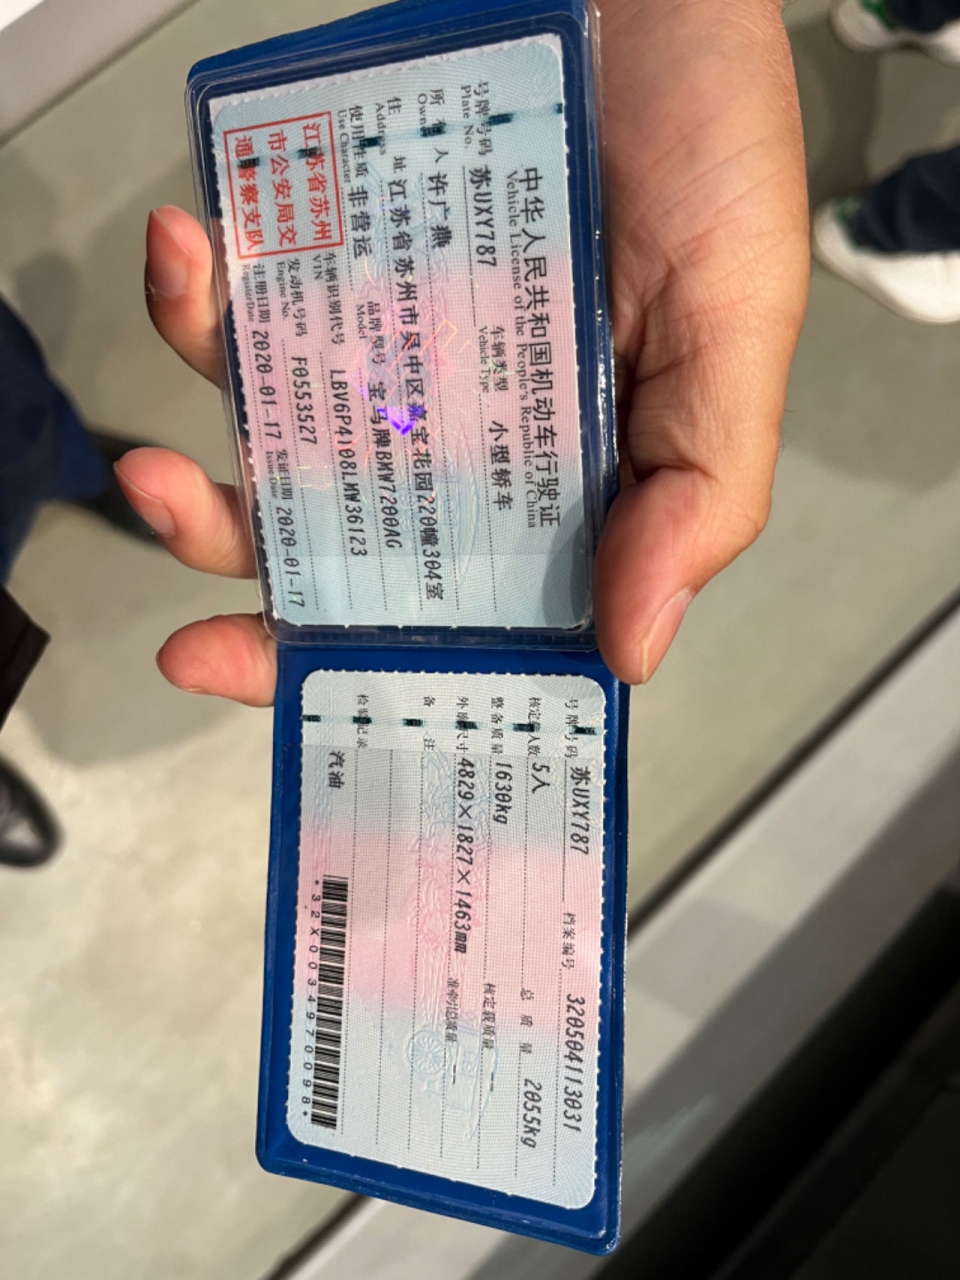 中华人民共和国机动车行驶证
Vehicle License of the People's Republic of China
号牌号码 苏UXY787 车辆类型 小型轿车
Plate No. Vehicle Type
所有人 许广燕
Owner
住址 江苏省苏州市吴中区嘉宝花园220幢304室
Address
使用性质 非营运 品牌型号 宝马牌BMW7200AG
Use Character Model
江苏省苏州
市公安局交
通警察支队
车辆识别代号 LBV6P4108LMW36123
VIN
发动机号码 F0553527
Engine No.
注册日期 2020-01-17 发证日期 2020-01-17
Register Date Issue Date
号牌号码 苏UXY787 档案编号 320504113031
核定载人数 5人 总质量 2055kg
整备质量 1630kg 核定载质量 --
外廓尺寸 4829×1827×1463mm 准牵引总质量 --
备注
检验记录 汽油
*32X0034970098*